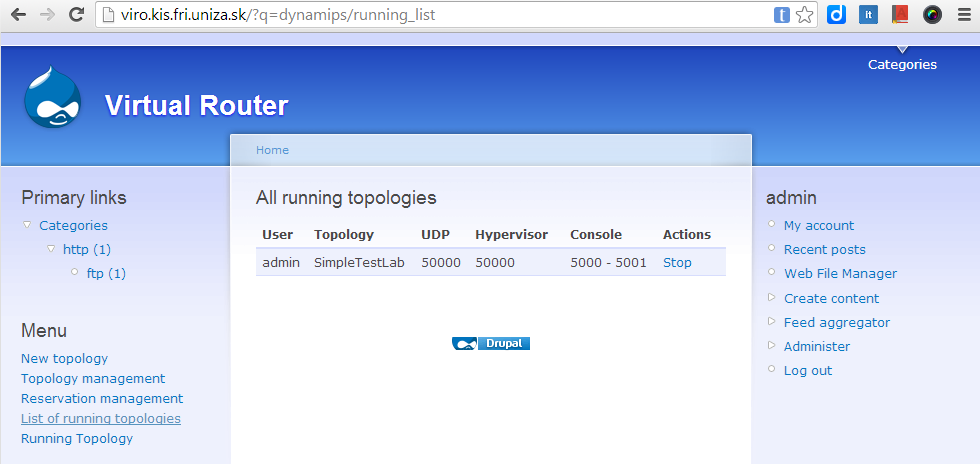 viro.kis.fri.uniza.sk/?q=dynamips/running_list
Categories
Virtual Router
Home
Primary links
Categories
http (1)
ftp (1)
Menu
New topology
Topology management
Reservation management
List of running topologies
Running Topology
All running topologies
User Topology UDP Hypervisor Console Actions
admin SimpleTestLab 50000 50000 5000 - 5001 Stop
Drupal
admin
My account
Recent posts
Web File Manager
Create content
Feed aggregator
Administer
Log out